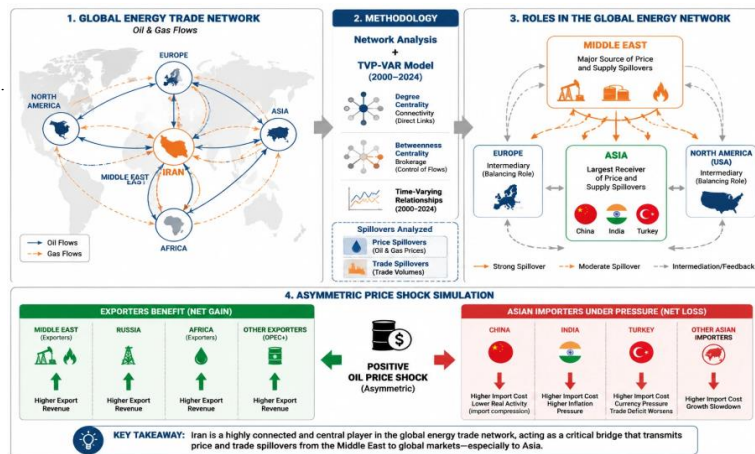 1. GLOBAL ENERGY TRADE NETWORK
Oil & Gas Flows
EUROPE
NORTH
AMERICA
ASIA
MIDDLE EAST
IRAN
AFRICA
Oil Flows
Gas Flows
2. METHODOLOGY
Network Analysis
+
TVP-VAR Model
(2000–2024)
Degree
Centrality
Connectivity
(Direct Links)
Betweenness
Centrality
Brokerage
(Control of Flows)
Time-Varying
Relationships
(2000–2024)
Spillovers Analyzed
Price Spillovers
(Oil & Gas Prices)
Trade Spillovers
(Trade Volumes)
3. ROLES IN THE GLOBAL ENERGY NETWORK
MIDDLE EAST
Major Source of Price
and Supply Spillovers
EUROPE
Intermediary
(Balancing Role)
ASIA
Largest Receiver
of Price and
Supply Spillovers
China
India
Turkey
NORTH AMERICA
(USA)
Intermediary
(Balancing Role)
Strong Spillover
Moderate Spillover
Intermediation/Feedback
4. ASYMMETRIC PRICE SHOCK SIMULATION
EXPORTERS BENEFIT (NET GAIN)
MIDDLE EAST
(Exporters)
Higher Export
Revenue
RUSSIA
Higher Export
Revenue
AFRICA
(Exporters)
Higher Export
Revenue
OTHER EXPORTERS
(OPEC+)
Higher Export
Revenue
$
POSITIVE
OIL PRICE SHOCK
(Asymmetric)
ASIAN IMPORTERS UNDER PRESSURE (NET LOSS)
CHINA
Higher Import Cost
Lower Real Activity
(import compression)
INDIA
Higher Import Cost
Higher Inflation
Pressure
TURKEY
Higher Import Cost
Currency Pressure
Trade Deficit Worsens
OTHER ASIAN
IMPORTERS
Higher Import Cost
Growth Slowdown
KEY TAKEAWAY: Iran is a highly connected and central player in the global energy trade network, acting as a critical bridge that transmits
price and trade spillovers from the Middle East to global markets—especially to Asia.